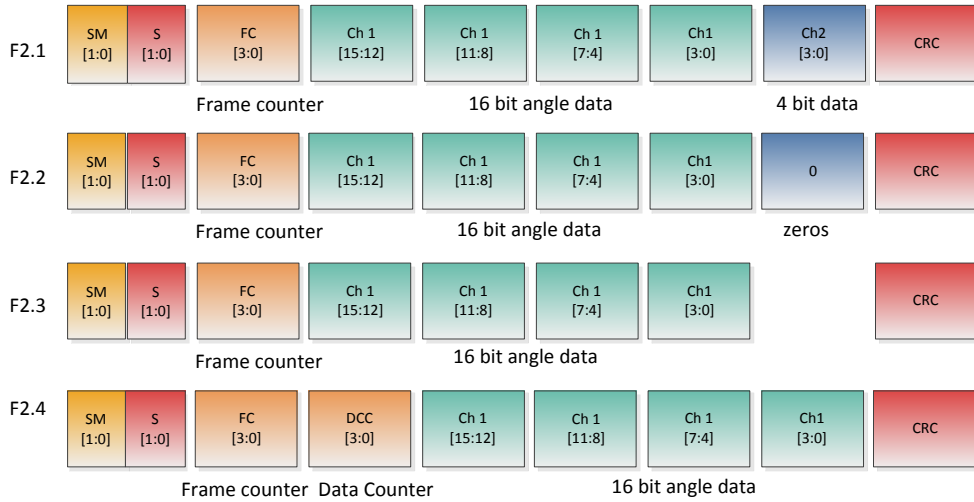 F2.1
SM
[1:0]
S
[1:0]
FC
[3:0]
Ch 1
[15:12]
Ch 1
[11:8]
Ch 1
[7:4]
Ch1
[3:0]
Ch2
[3:0]
CRC
Frame counter
16 bit angle data
4 bit data
F2.2
SM
[1:0]
S
[1:0]
FC
[3:0]
Ch 1
[15:12]
Ch 1
[11:8]
Ch 1
[7:4]
Ch1
[3:0]
0
CRC
Frame counter
16 bit angle data
zeros
F2.3
SM
[1:0]
S
[1:0]
FC
[3:0]
Ch 1
[15:12]
Ch 1
[11:8]
Ch 1
[7:4]
Ch1
[3:0]
CRC
Frame counter
16 bit angle data
F2.4
SM
[1:0]
S
[1:0]
FC
[3:0]
DCC
[3:0]
Ch 1
[15:12]
Ch 1
[11:8]
Ch 1
[7:4]
Ch1
[3:0]
CRC
Frame counter
Data Counter
16 bit angle data